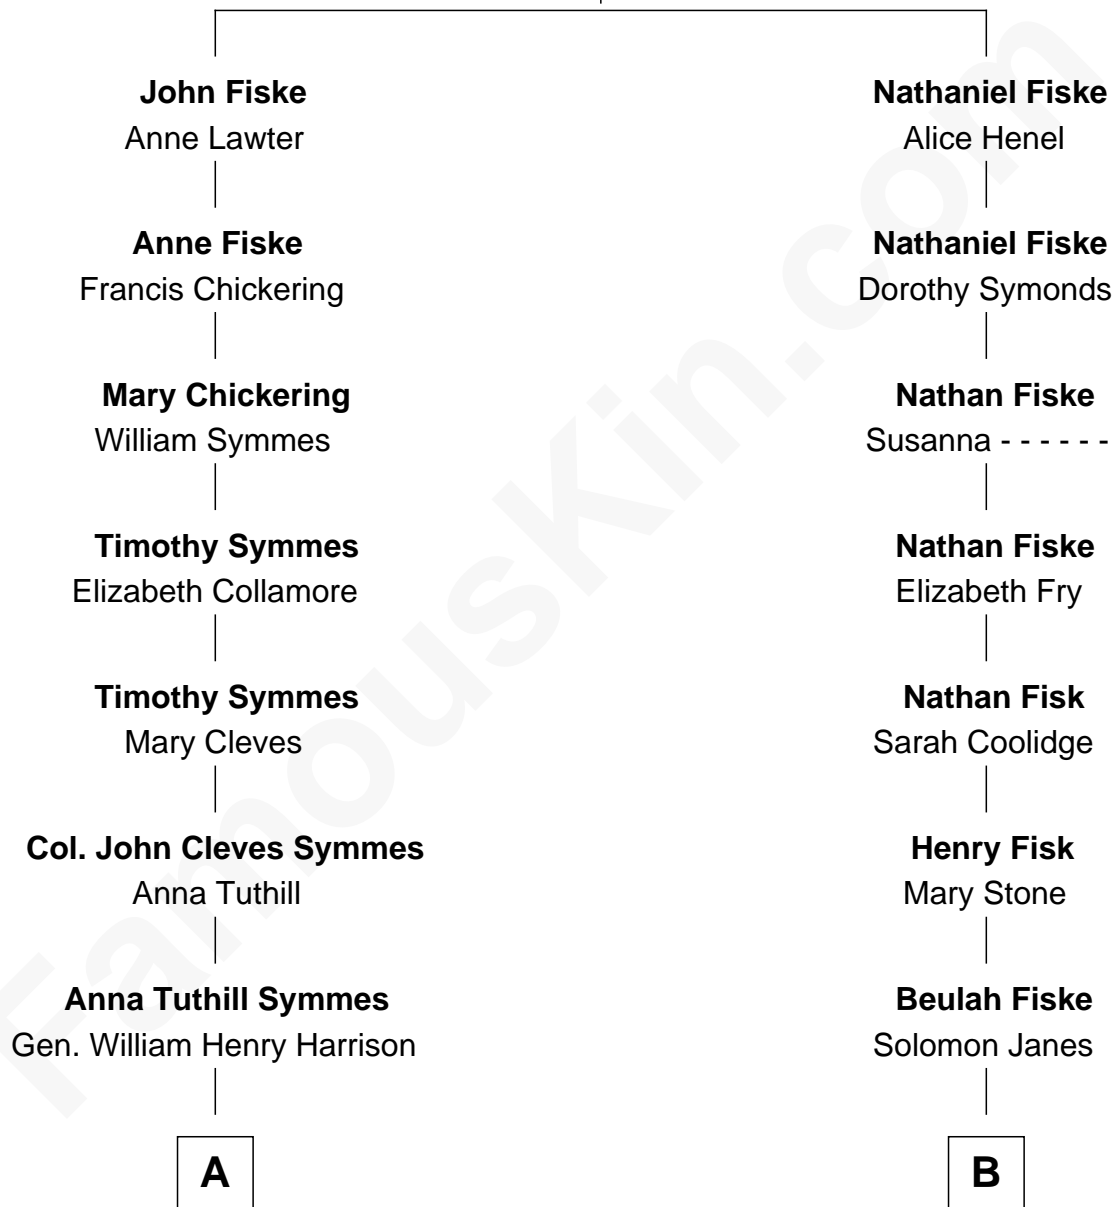 John Fiske
Anne Lawter
Anne Fiske
Francis Chickering
Mary Chickering
William Symmes
Timothy Symmes
Elizabeth Collamore
Timothy Symmes
Mary Cleves
Col. John Cleves Symmes
Anna Tuthill
Anna Tuthill Symmes
Gen. William Henry Harrison
A
Nathaniel Fiske
Alice Henel
Nathaniel Fiske
Dorothy Symonds
Nathan Fiske
Susanna - - - - - -
Nathan Fiske
Elizabeth Fry
Nathan Fisk
Sarah Coolidge
Henry Fisk
Mary Stone
Beulah Fiske
Solomon Janes
B
FamousKin.com